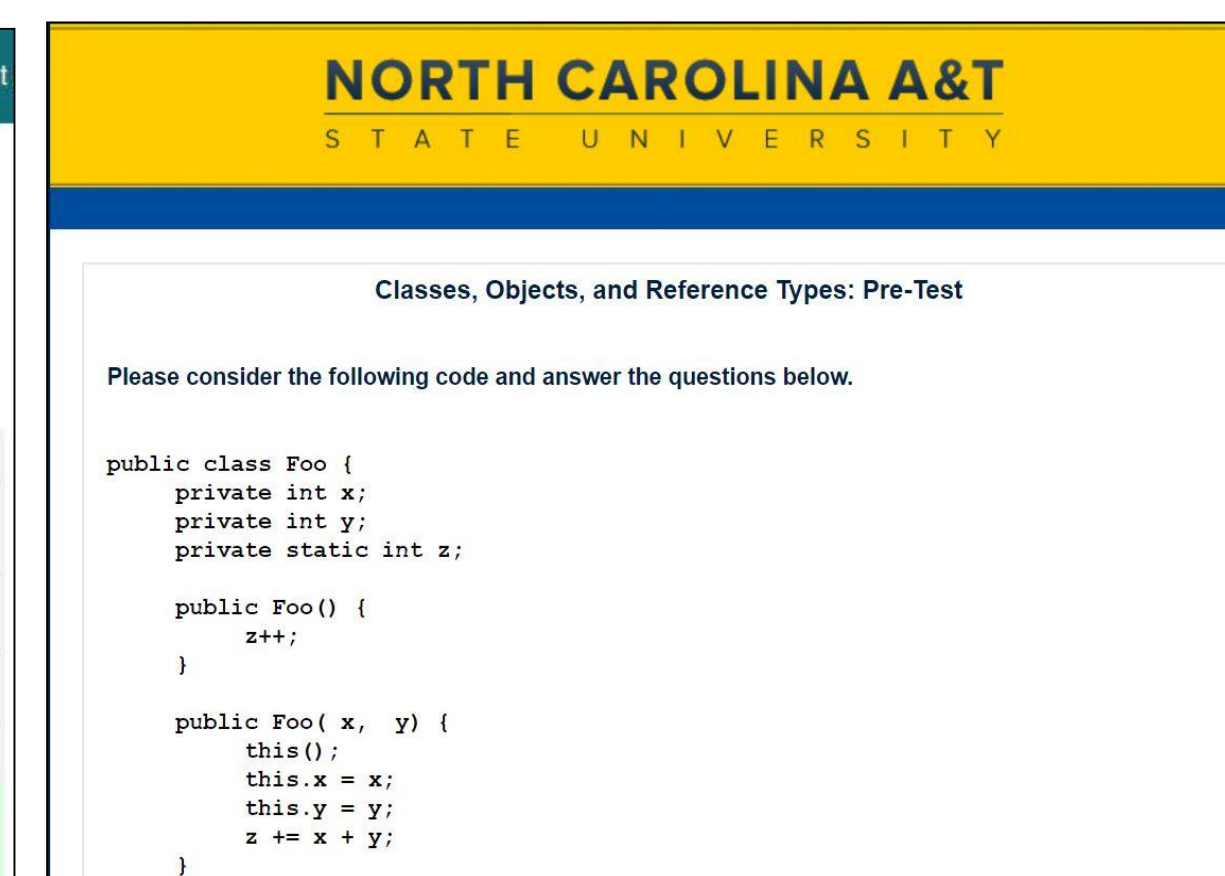 t
NORTH CAROLINA A&T
STATE UNIVERSITY
Classes, Objects, and Reference Types: Pre-Test
Please consider the following code and answer the questions below.
public class Foo {
private int x;
private int y;
private static int z;
public Foo() {
z++;
}
public Foo( x,  y) {
this();
this.x = x;
this.y = y;
z += x + y;
}